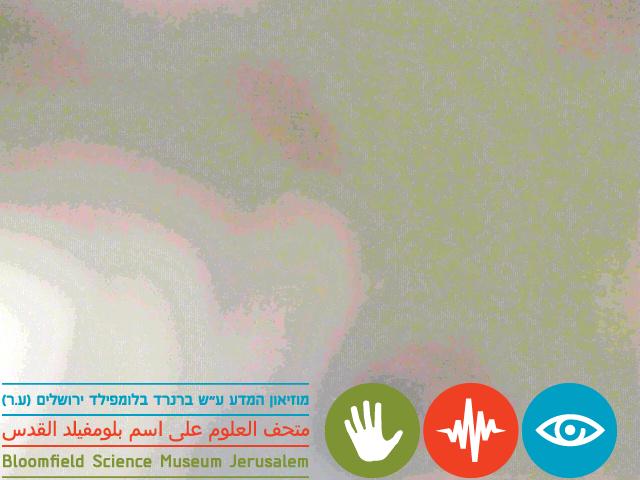 מוזיאון המדע ע״ש ברנרד בלומפילד ירושלים (ע.ר)
متحف العلوم على اسم بلومفيلد القدس
Bloomfield Science Museum Jerusalem